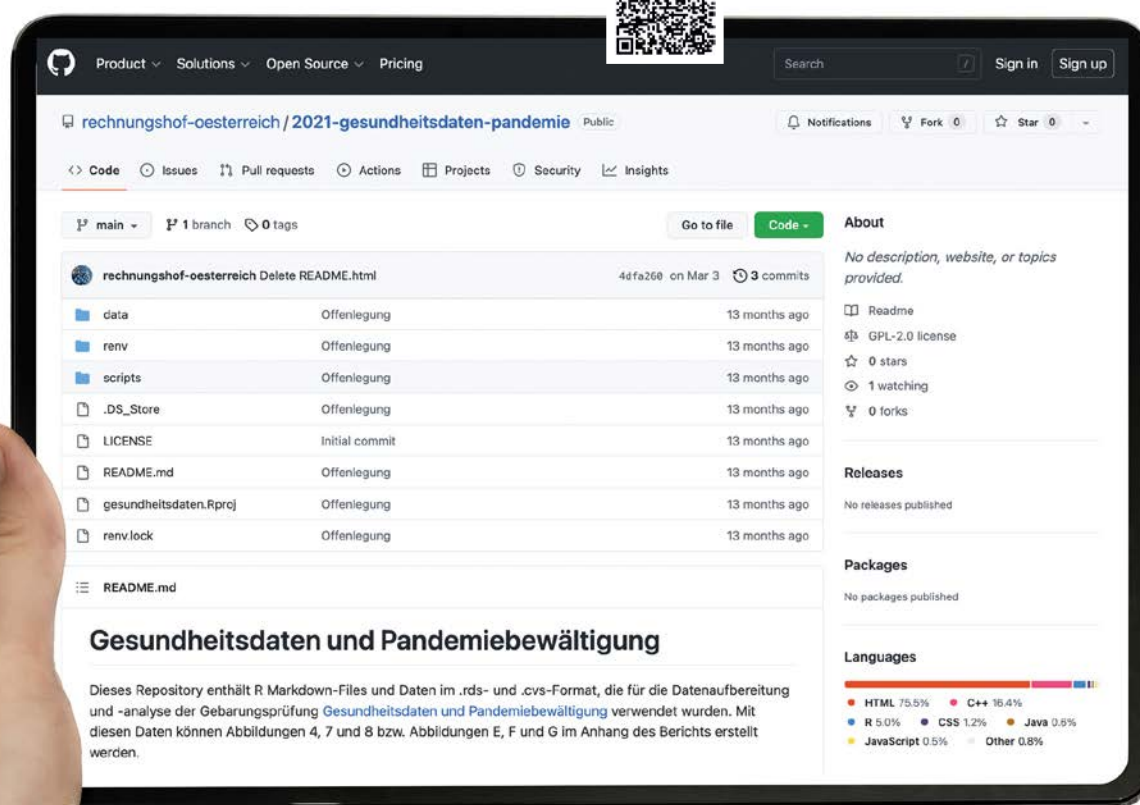 Product Solutions Open Source Pricing Search / Sign in Sign up
rechnungshof-oesterreich / 2021-gesundheitsdaten-pandemie Public Notifications Fork 0 Star 0
Code Issues Pull requests Actions Projects Security Insights
main 1 branch 0 tags Go to file Code
rechnungshof-oesterreich Delete README.html 4dfa260 on Mar 3 3 commits
data Offenlegung 13 months ago
renv Offenlegung 13 months ago
scripts Offenlegung 13 months ago
.DS_Store Offenlegung 13 months ago
LICENSE Initial commit 13 months ago
README.md Offenlegung 13 months ago
gesundheitsdaten.Rproj Offenlegung 13 months ago
renv.lock Offenlegung 13 months ago
README.md
Gesundheitsdaten und Pandemiebewältigung
Dieses Repository enthält R Markdown-Files und Daten im .rds- und .cvs-Format, die für die Datenaufbereitung
und -analyse der Gebarungsprüfung Gesundheitsdaten und Pandemiebewältigung verwendet wurden. Mit
diesen Daten können Abbildungen 4, 7 und 8 bzw. Abbildungen E, F und G im Anhang des Berichts erstellt
werden.
About
No description, website, or topics
provided.
Readme
GPL-2.0 license
0 stars
1 watching
0 forks
Releases
No releases published
Packages
No packages published
Languages
HTML 75.5% C++ 16.4%
R 5.0% CSS 1.2% Java 0.6%
JavaScript 0.5% Other 0.8%